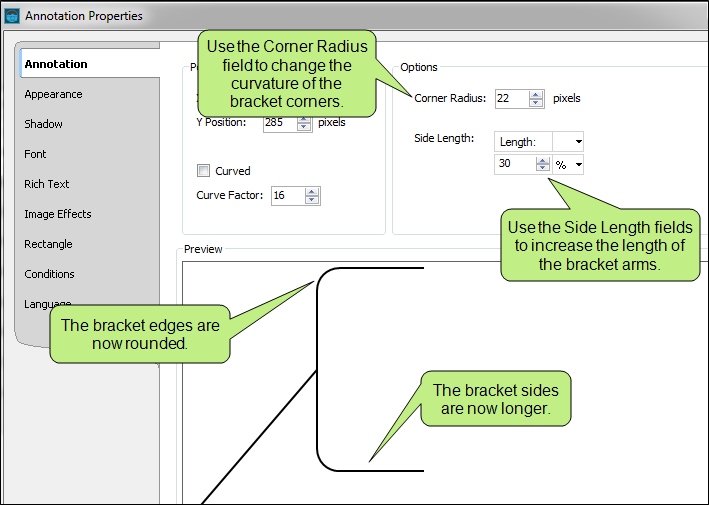 Annotation Properties
Annotation
Appearance
Shadow
Font
Rich Text
Image Effects
Rectangle
Conditions
Language
Use the Corner Radius
field to change the
curvature of the
bracket corners.
Y Position: 285 pixels
Curved
Curve Factor: 16
Options
Corner Radius: 22 pixels
Side Length: Length:
30 %
Use the Side Length fields
to increase the length of
the bracket arms.
Preview
The bracket edges are
now rounded.
The bracket sides
are now longer.